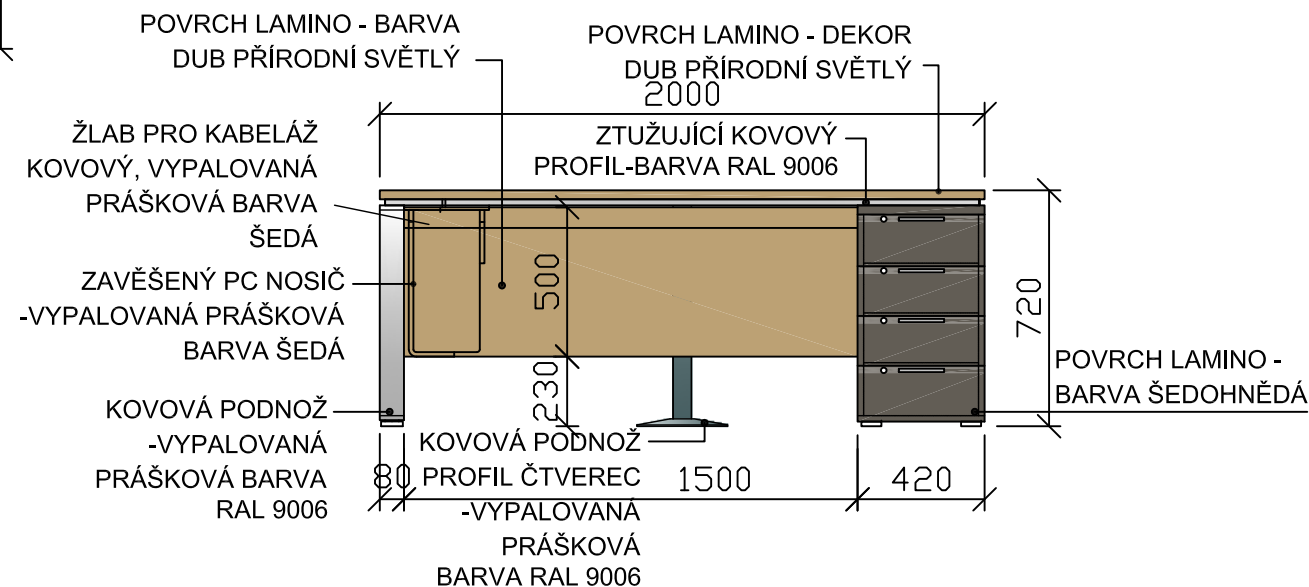 POVRCH LAMINO - BARVA
DUB PŘÍRODNÍ SVĚTLÝ
POVRCH LAMINO - DEKOR
DUB PŘÍRODNÍ SVĚTLÝ
2000
ŽLAB PRO KABELÁŽ
KOVOVÝ, VYPALOVANÁ
PRÁŠKOVÁ BARVA
ŠEDÁ
ZTUŽUJÍCÍ KOVOVÝ
PROFIL-BARVA RAL 9006
ZAVĚŠENÝ PC NOSIČ
-VYPALOVANÁ PRÁŠKOVÁ
BARVA ŠEDÁ
500
720
230
POVRCH LAMINO -
BARVA ŠEDOHNĚDÁ
KOVOVÁ PODNOŽ
-VYPALOVANÁ
PRÁŠKOVÁ BARVA
RAL 9006
80
KOVOVÁ PODNOŽ
PROFIL ČTVEREC
-VYPALOVANÁ
PRÁŠKOVÁ
BARVA RAL 9006
1500
420